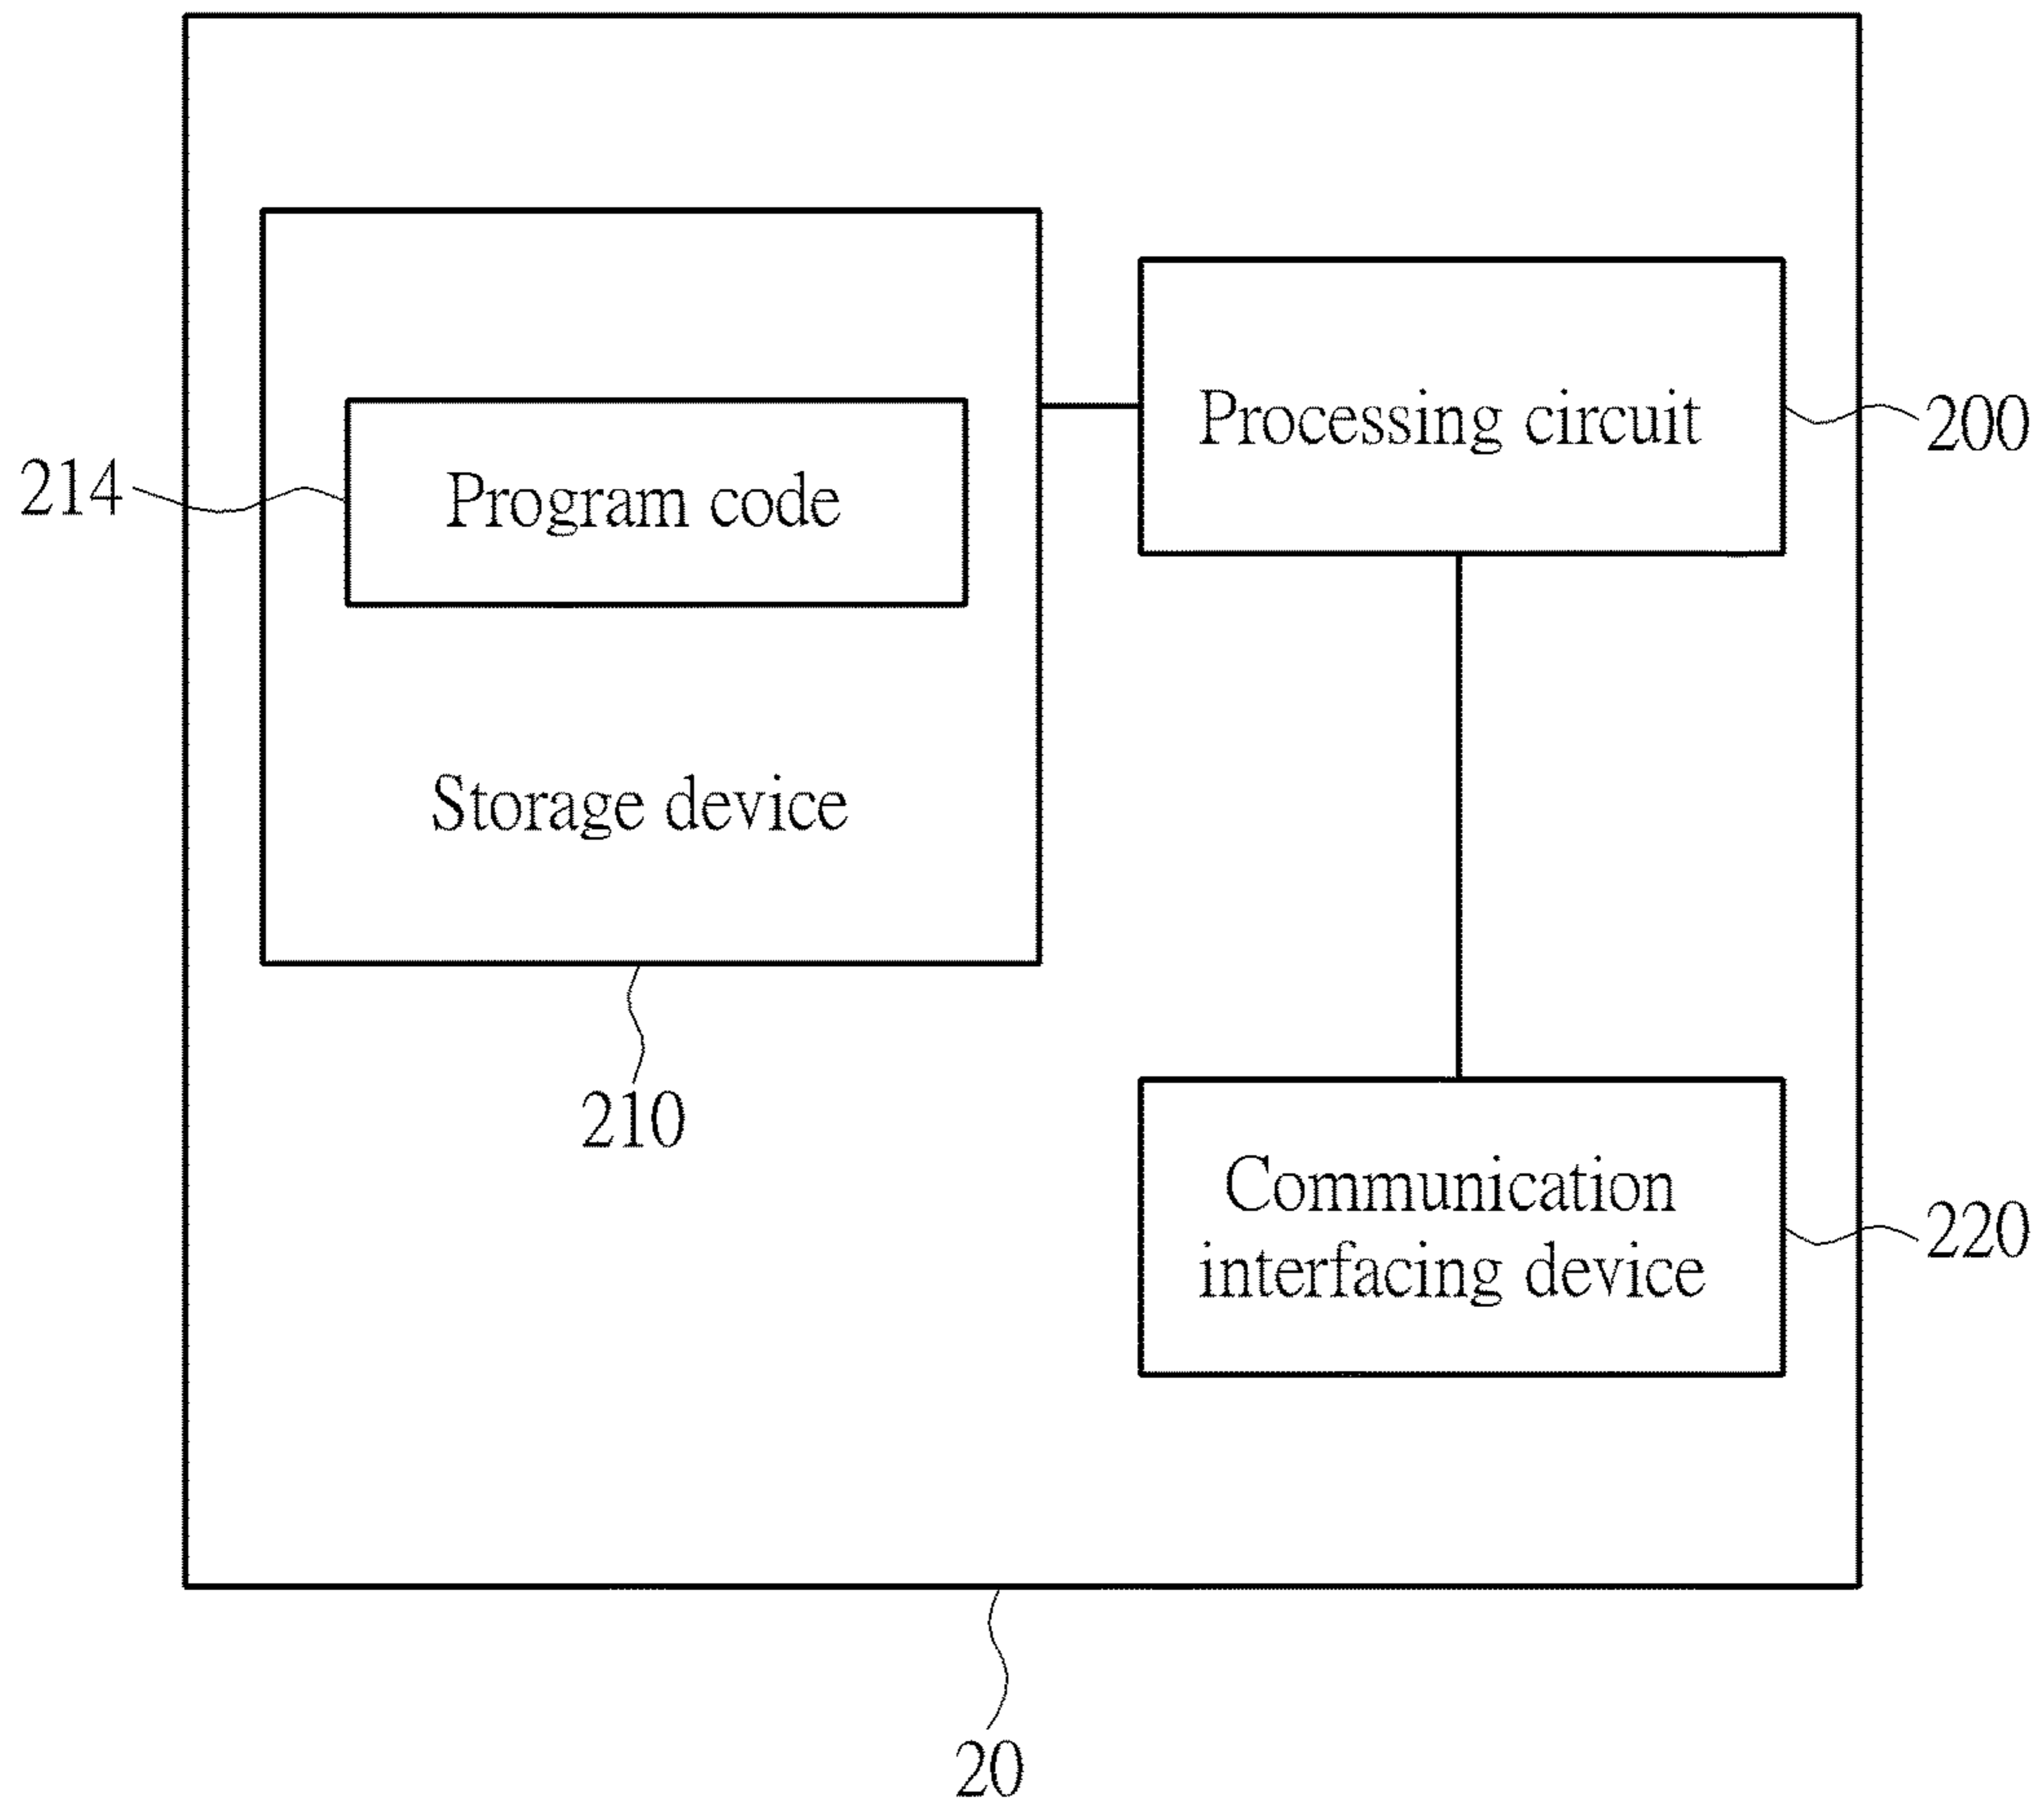 Processing circuit
200
214
Program code
Storage device
210
Communication
interfacing device
220
20